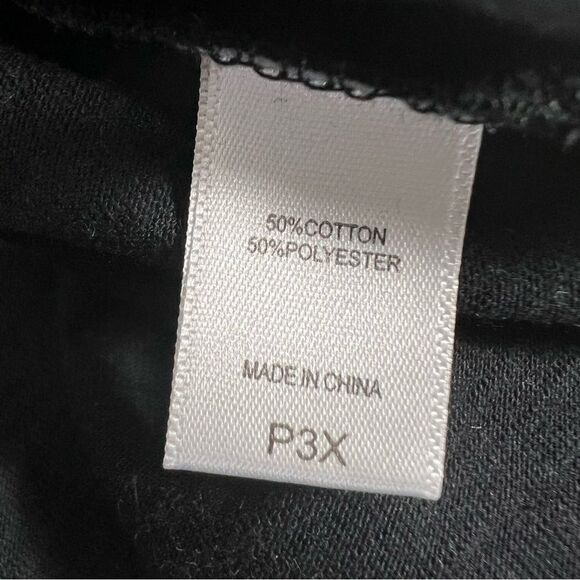 50%COTTON
50%POLYESTER
MADE IN CHINA
P3X